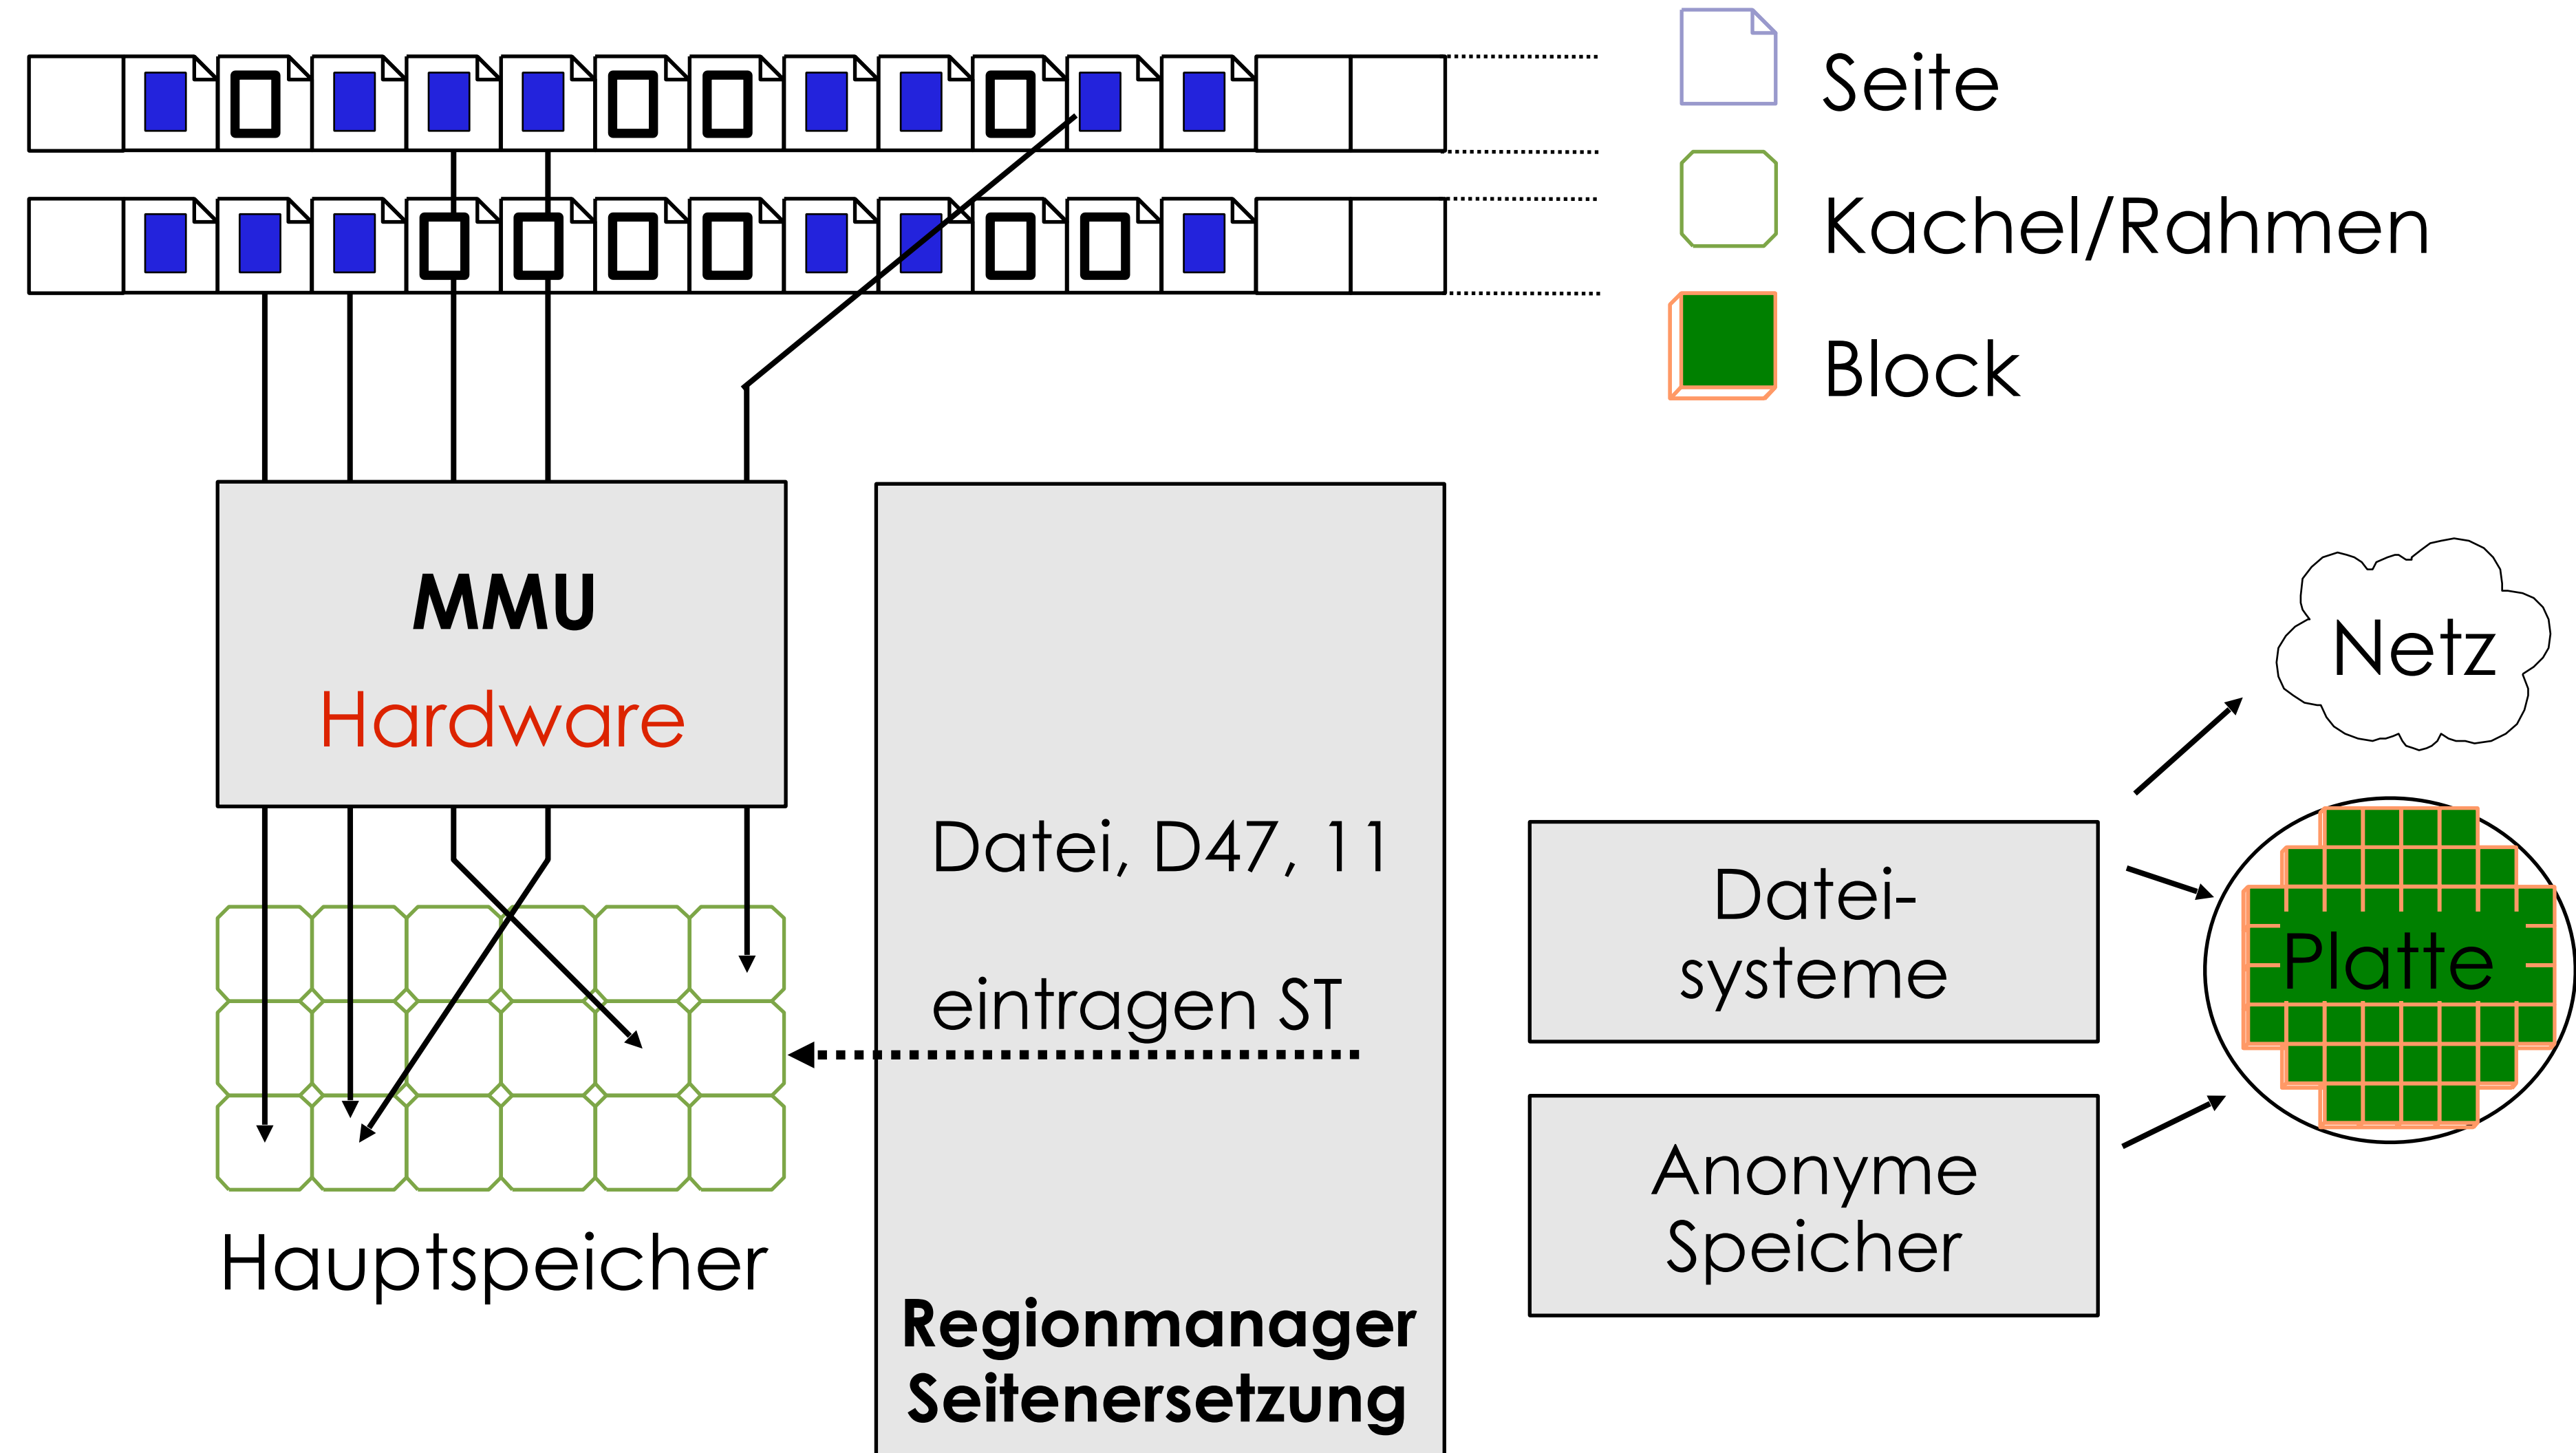 Seite
Kachel/Rahmen
Block
MMU
Hardware
Hauptspeicher
Datei, D47, 11
eintragen ST
Regionmanager
Seitenersetzung
Datei-
systeme
Anonyme
Speicher
Netz
Platte